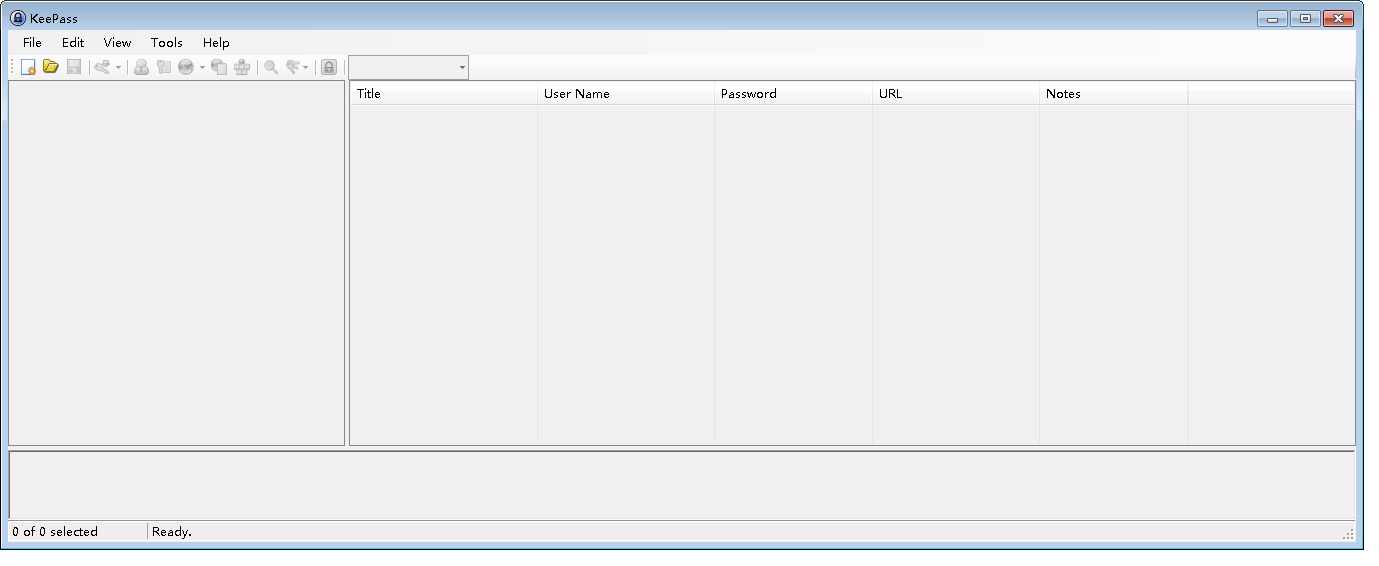 KeePass
File Edit View Tools Help
Title User Name Password URL Notes
0 of 0 selected Ready.